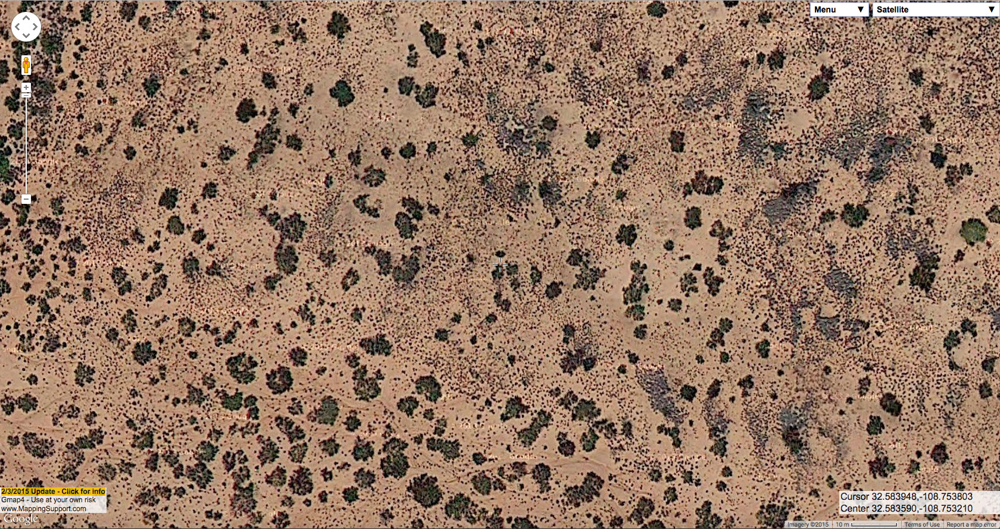 Menu ▼
Satellite ▼
2/3/2015 Update - Click for info
Gmap4 - Use at your own risk
www.MappingSupport.com
Google
Cursor 32.583948,-108.753803
Center 32.583590,-108.753210
Imagery ©2015
10 m
Terms of Use
Report a map error